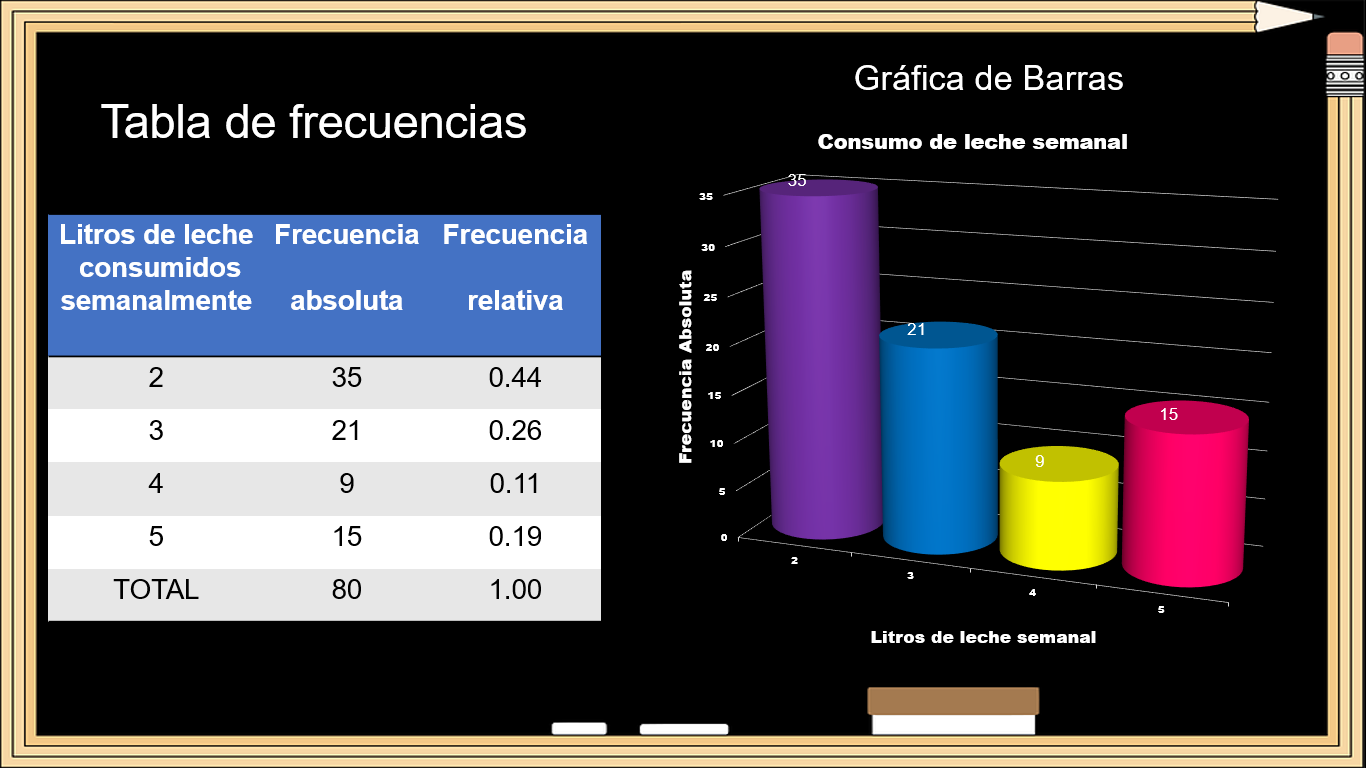 Tabla de frecuencias
Litros de leche consumidos semanalmente
Frecuencia absoluta
Frecuencia relativa
2 35 0.44
3 21 0.26
4 9 0.11
5 15 0.19
TOTAL 80 1.00
Gráfica de Barras
Consumo de leche semanal
Frecuencia Absoluta
35
30
25
20
15
10
5
0
35
21
9
15
2
3
4
5
Litros de leche semanal